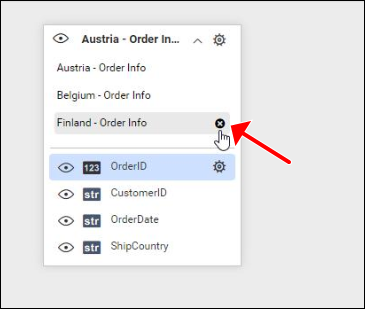 Austria - Order In...
Austria - Order Info
Belgium - Order Info
Finland - Order Info
123 OrderID
str CustomerID
str OrderDate
str ShipCountry